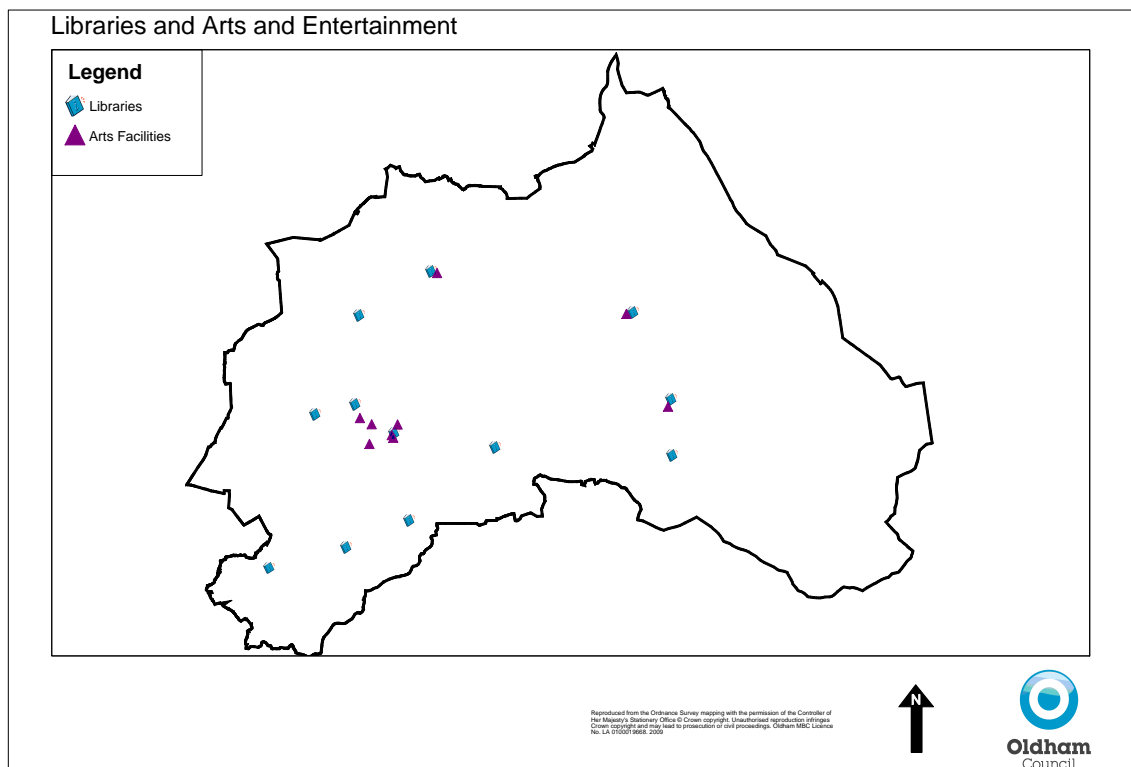 Libraries and Arts and Entertainment
Legend
Libraries
Arts Facilities
Reproduced from the Ordnance Survey mapping with the permission of the Controller of
Her Majesty's Stationary Office © Crown copyright. Unauthorised reproduction infringes
Crown copyright and may lead to prosecution or civil proceedings. Oldham MBC Licence
No. LA 0100019668. 2009
N
Oldham
Council